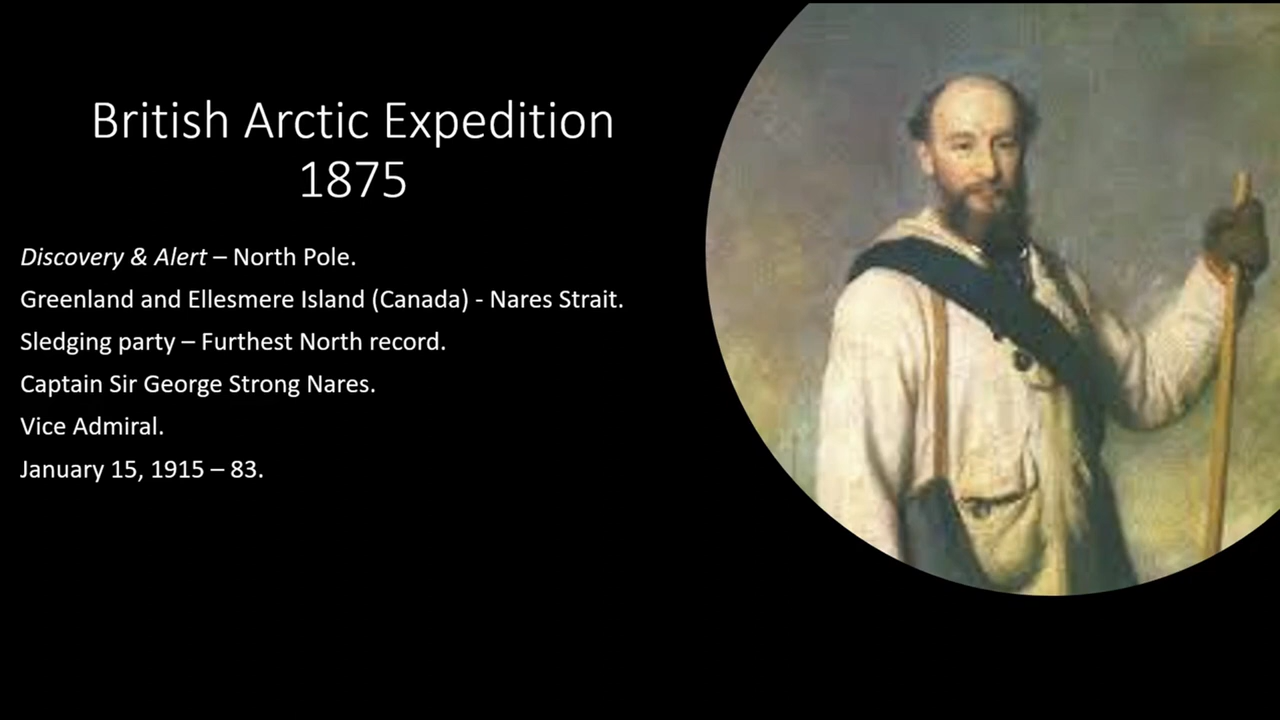 British Arctic Expedition
1875
Discovery & Alert – North Pole.
Greenland and Ellesmere Island (Canada) - Nares Strait.
Sledging party – Furthest North record.
Captain Sir George Strong Nares.
Vice Admiral.
January 15, 1915 – 83.